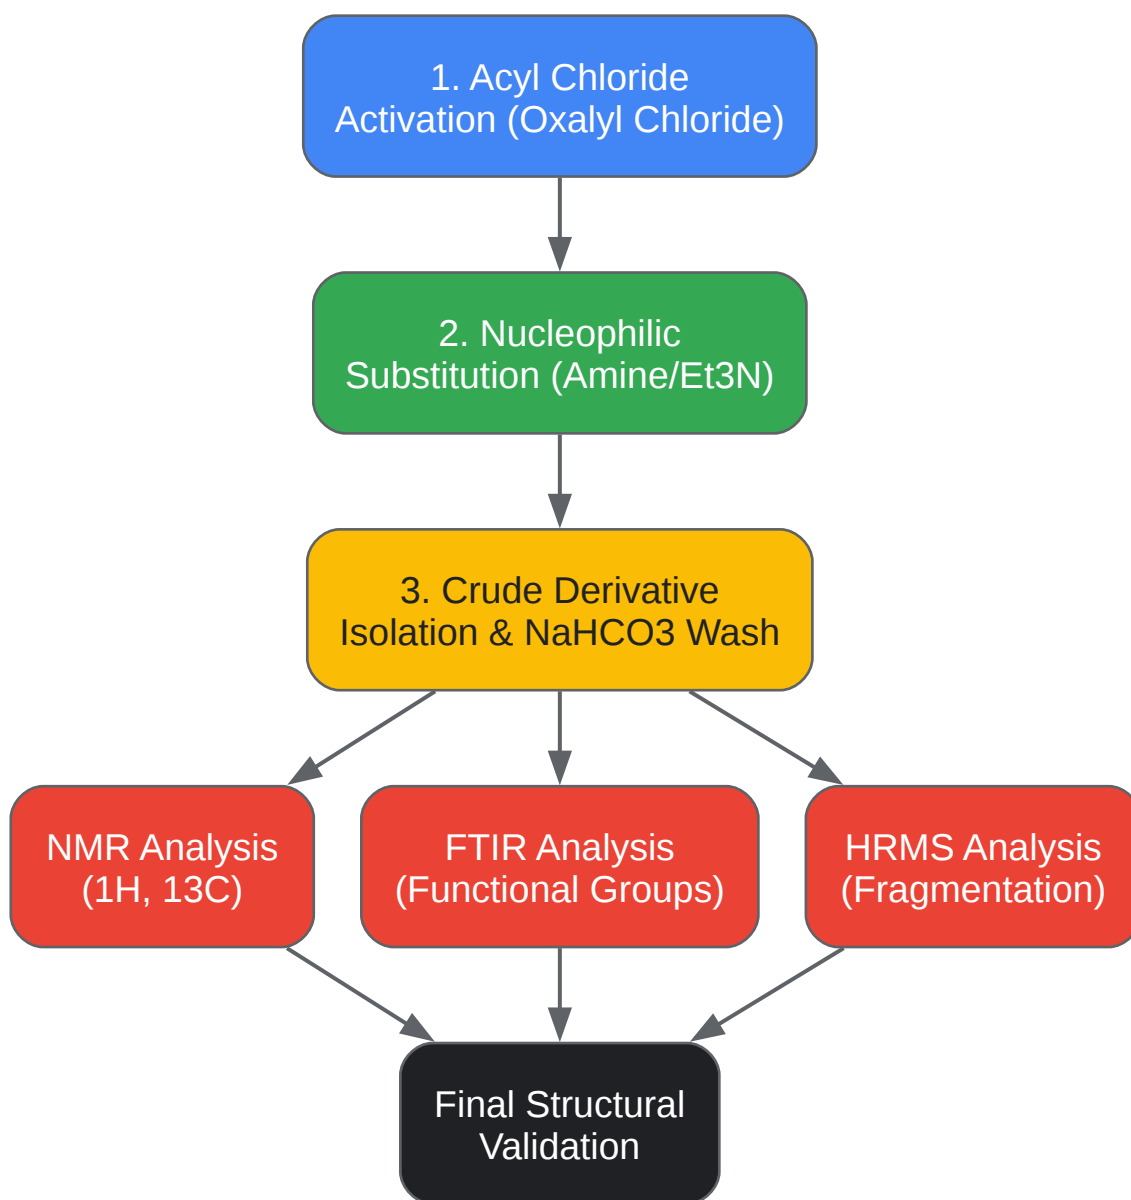 1. Acyl Chloride
Activation (Oxalyl Chloride)
2. Nucleophilic
Substitution (Amine/Et3N)
3. Crude Derivative
Isolation & NaHCO3 Wash
NMR Analysis
(1H, 13C)
FTIR Analysis
(Functional Groups)
HRMS Analysis
(Fragmentation)
Final Structural
Validation